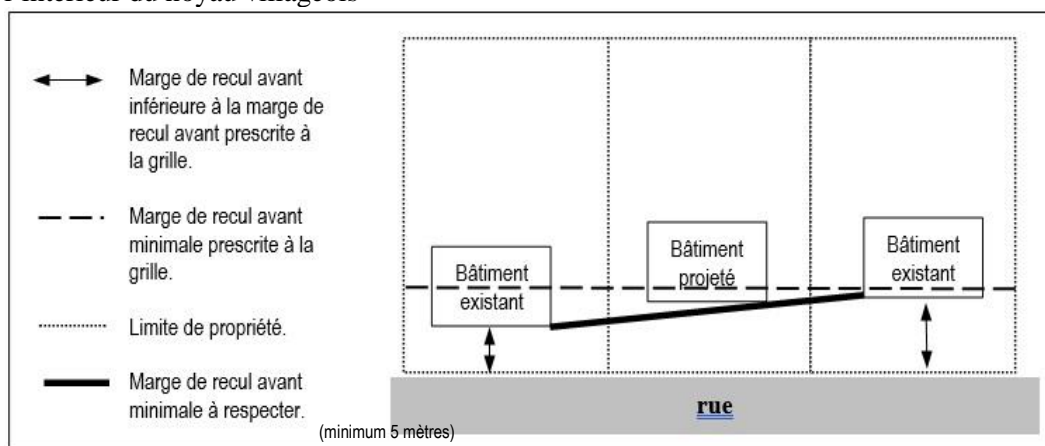 l'intérieur du noyau villageois
Marge de recul avant
inférieure à la marge de
recul avant prescrite à
la grille.
Marge de recul avant
minimale prescrite à la
grille.
Limite de propriété.
Marge de recul avant
minimale à respecter.
(minimum 5 mètres)
Bâtiment
existant
Bâtiment
projeté
Bâtiment
existant
rue